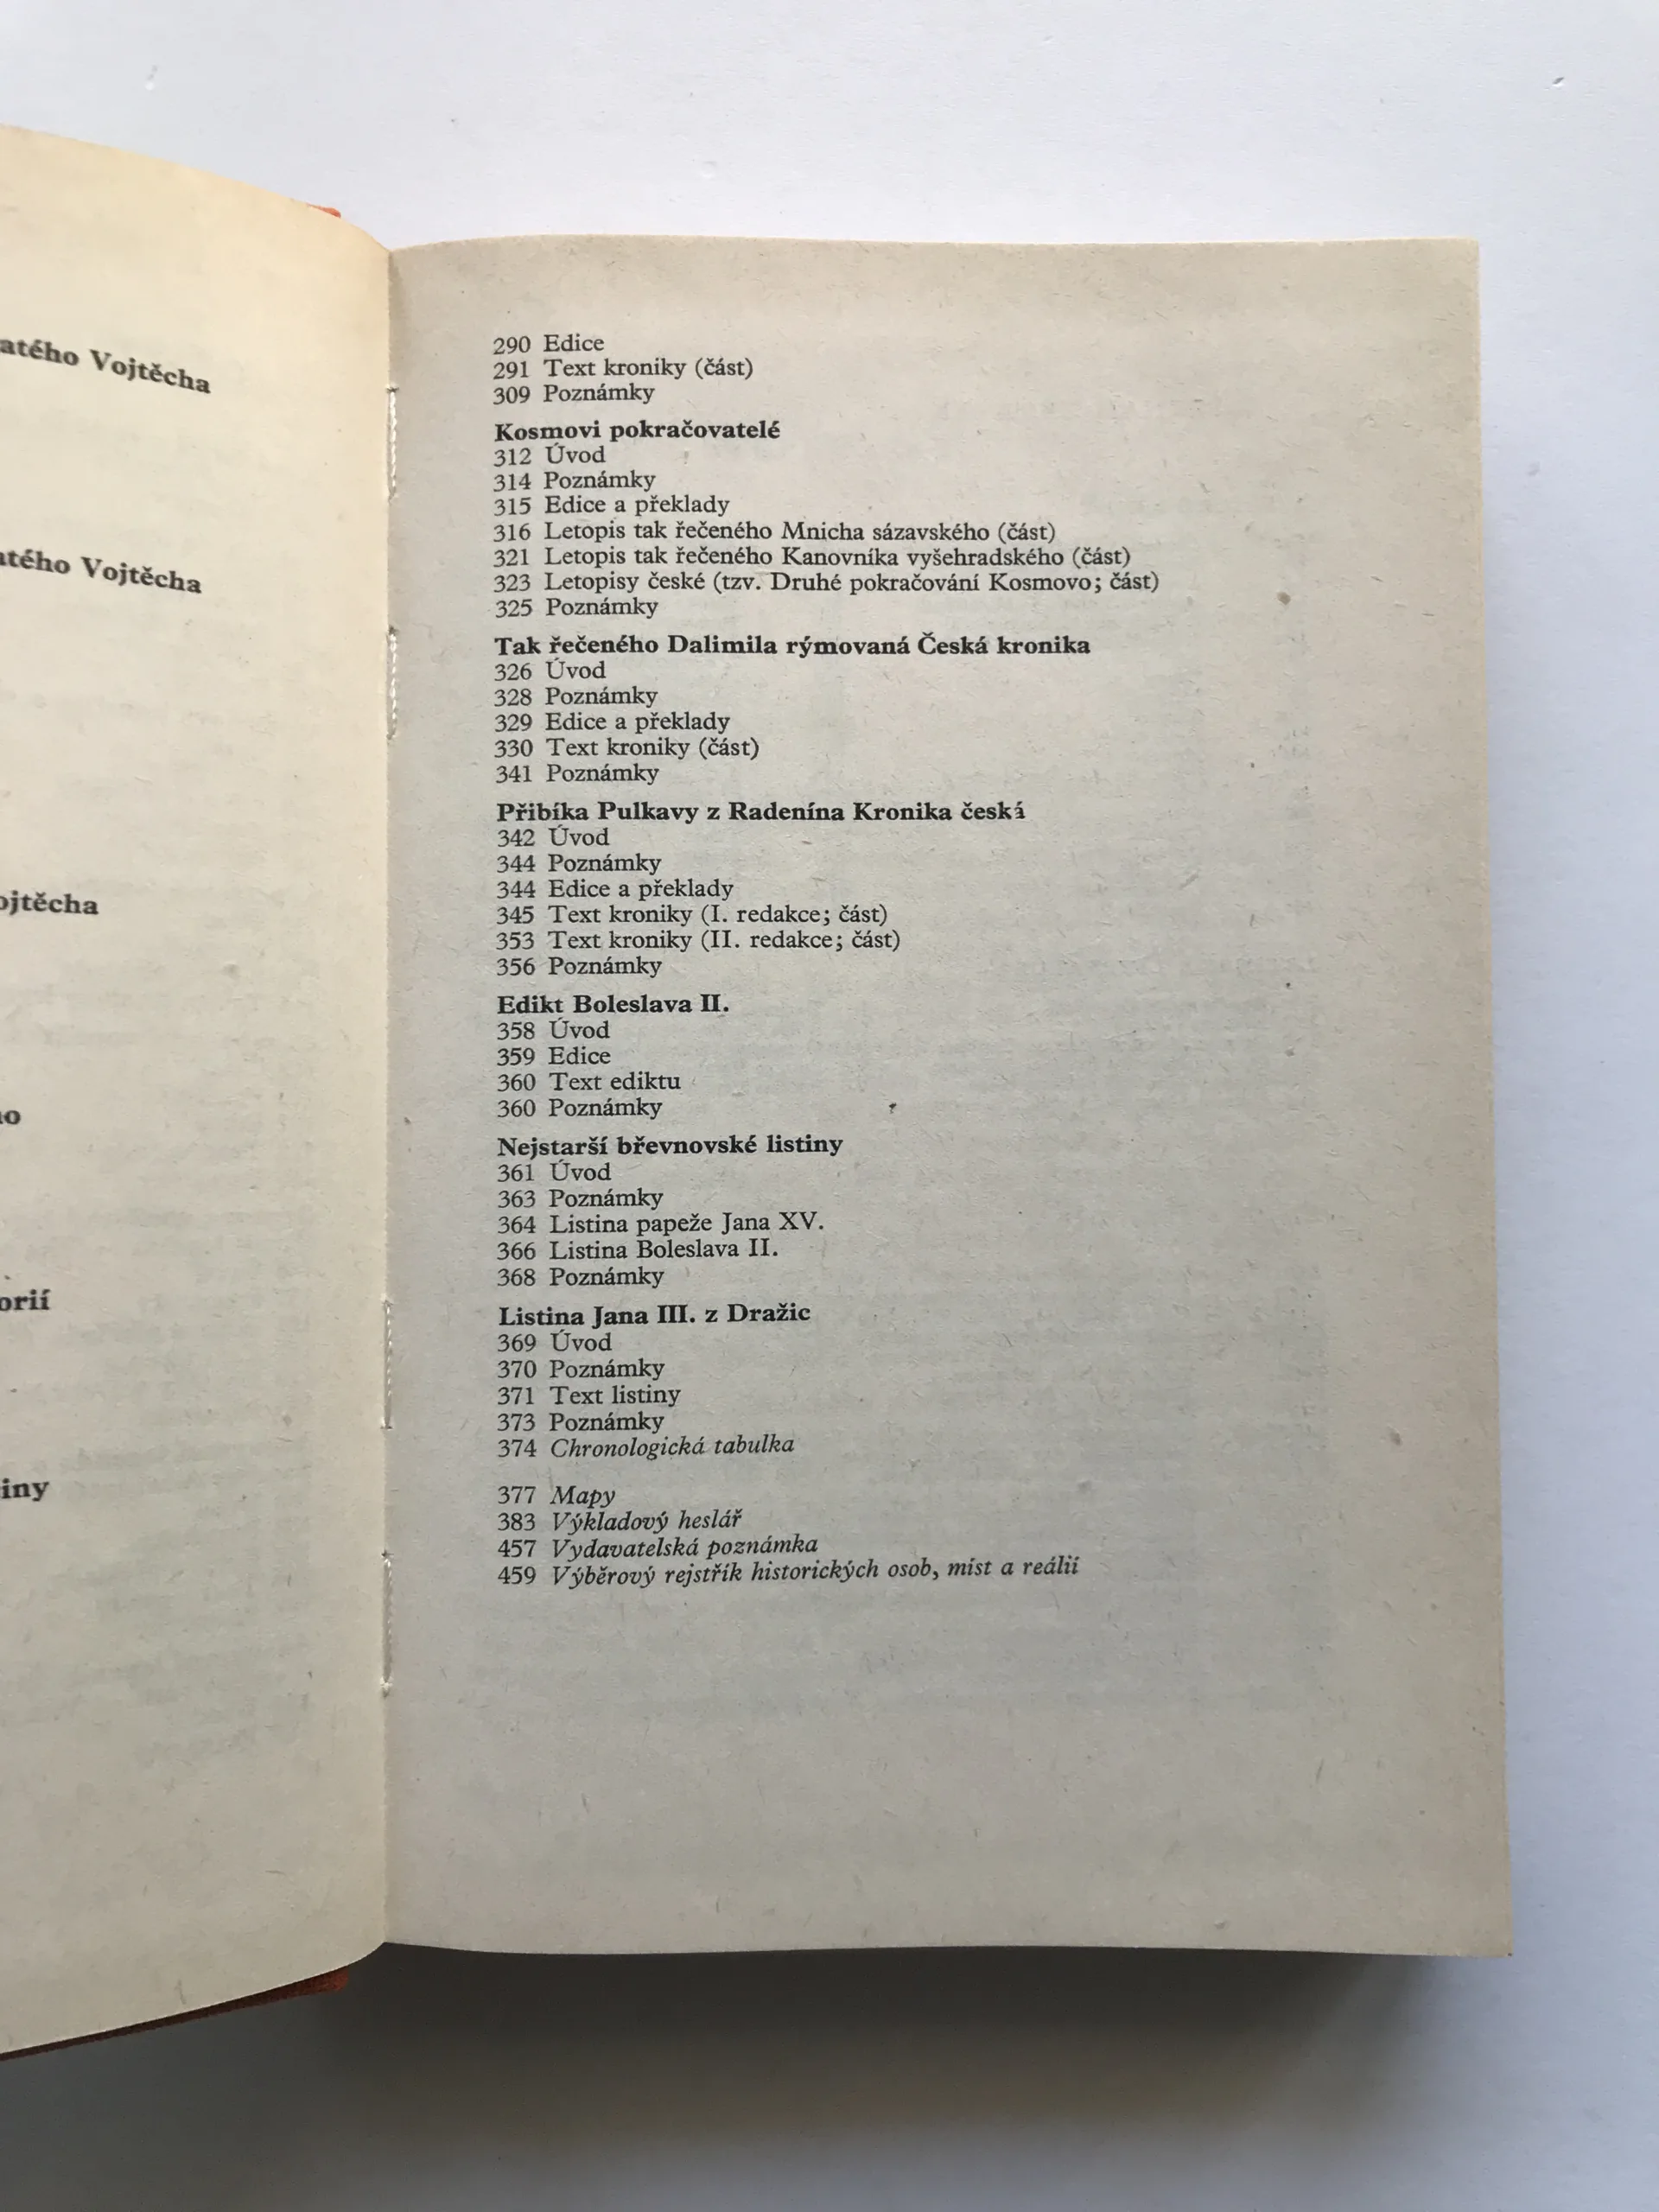 Vojtěcha
Vojtěcha
290 Edice
291 Text kroniky (část)
309 Poznámky
Kosmovi pokračovatelé
312 Úvod
314 Poznámky
315 Edice a překlady
316 Letopis tak řečeného Mnicha sázavského (část)
321 Letopis tak řečeného Kanovníka vyšehradského (část)
323 Letopisy české (tzv. Druhé pokračování Kosmovo; část)
325 Poznámky
Tak řečeného Dalimila rýmovaná Česká kronika
326 Úvod
328 Poznámky
329 Edice a překlady
330 Text kroniky (část)
341 Poznámky
Přibíka Pulkavy z Radenína Kronika česká
342 Úvod
344 Poznámky
344 Edice a překlady
345 Text kroniky (I. redakce; část)
353 Text kroniky (II. redakce; část)
356 Poznámky
Edikt Boleslava II.
358 Úvod
359 Edice
360 Text ediktu
360 Poznámky
Nejstarší břevnovské listiny
361 Úvod
363 Poznámky
364 Listina papeže Jana XV.
366 Listina Boleslava II.
368 Poznámky
Listina Jana III. z Dražic
369 Úvod
370 Poznámky
371 Text listiny
373 Poznámky
374 Chronologická tabulka
377 Mapy
383 Výkladový heslář
457 Vydavatelská poznámka
459 Výběrový rejstřík historických osob, míst a reálií